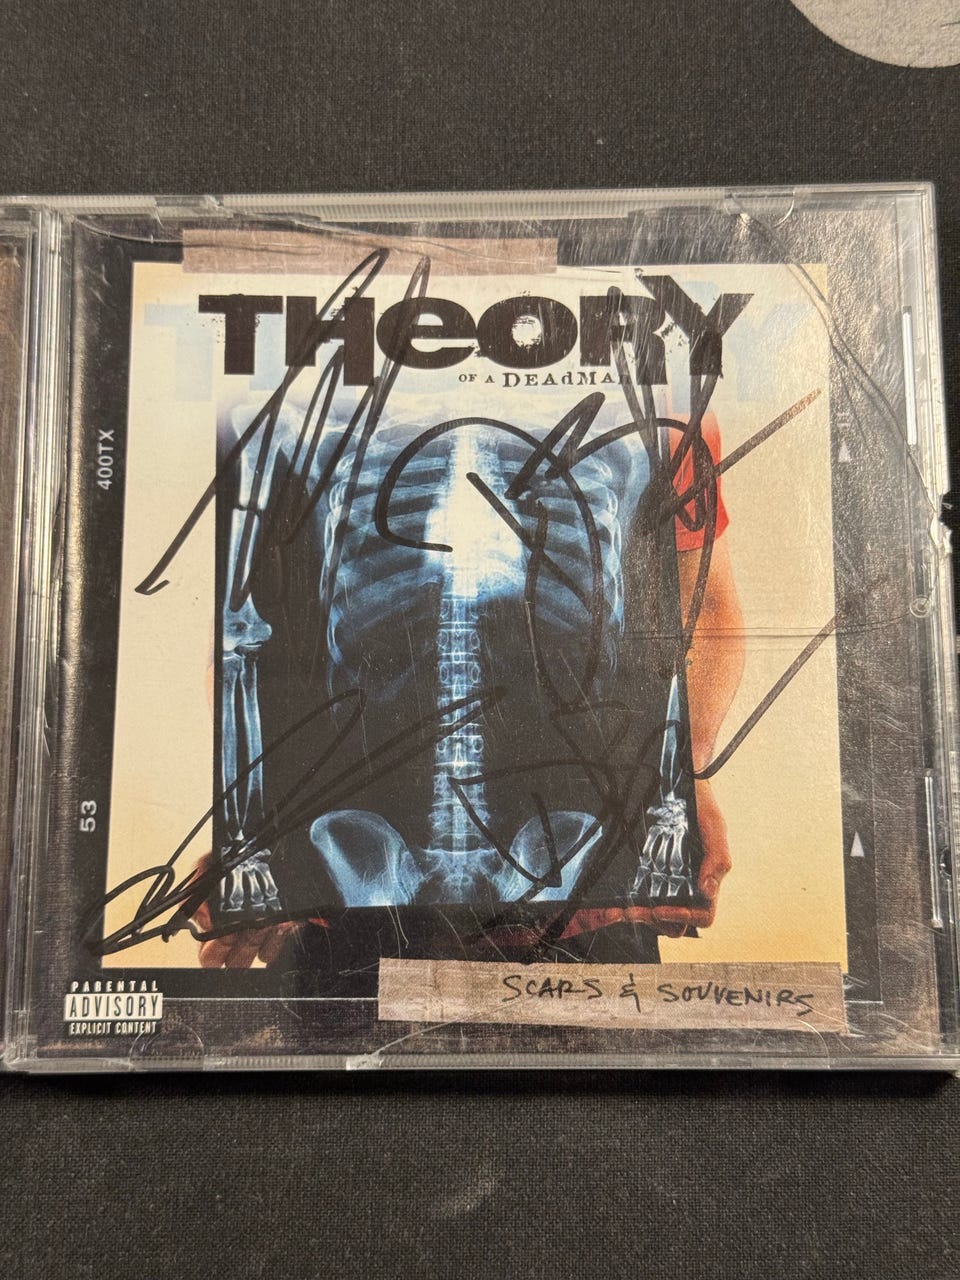 THeORY
OF A DEAdMAN
400TX
53
PARENTAL
ADVISORY
EXPLICIT CONTENT
SCARS & SOUVENIRS